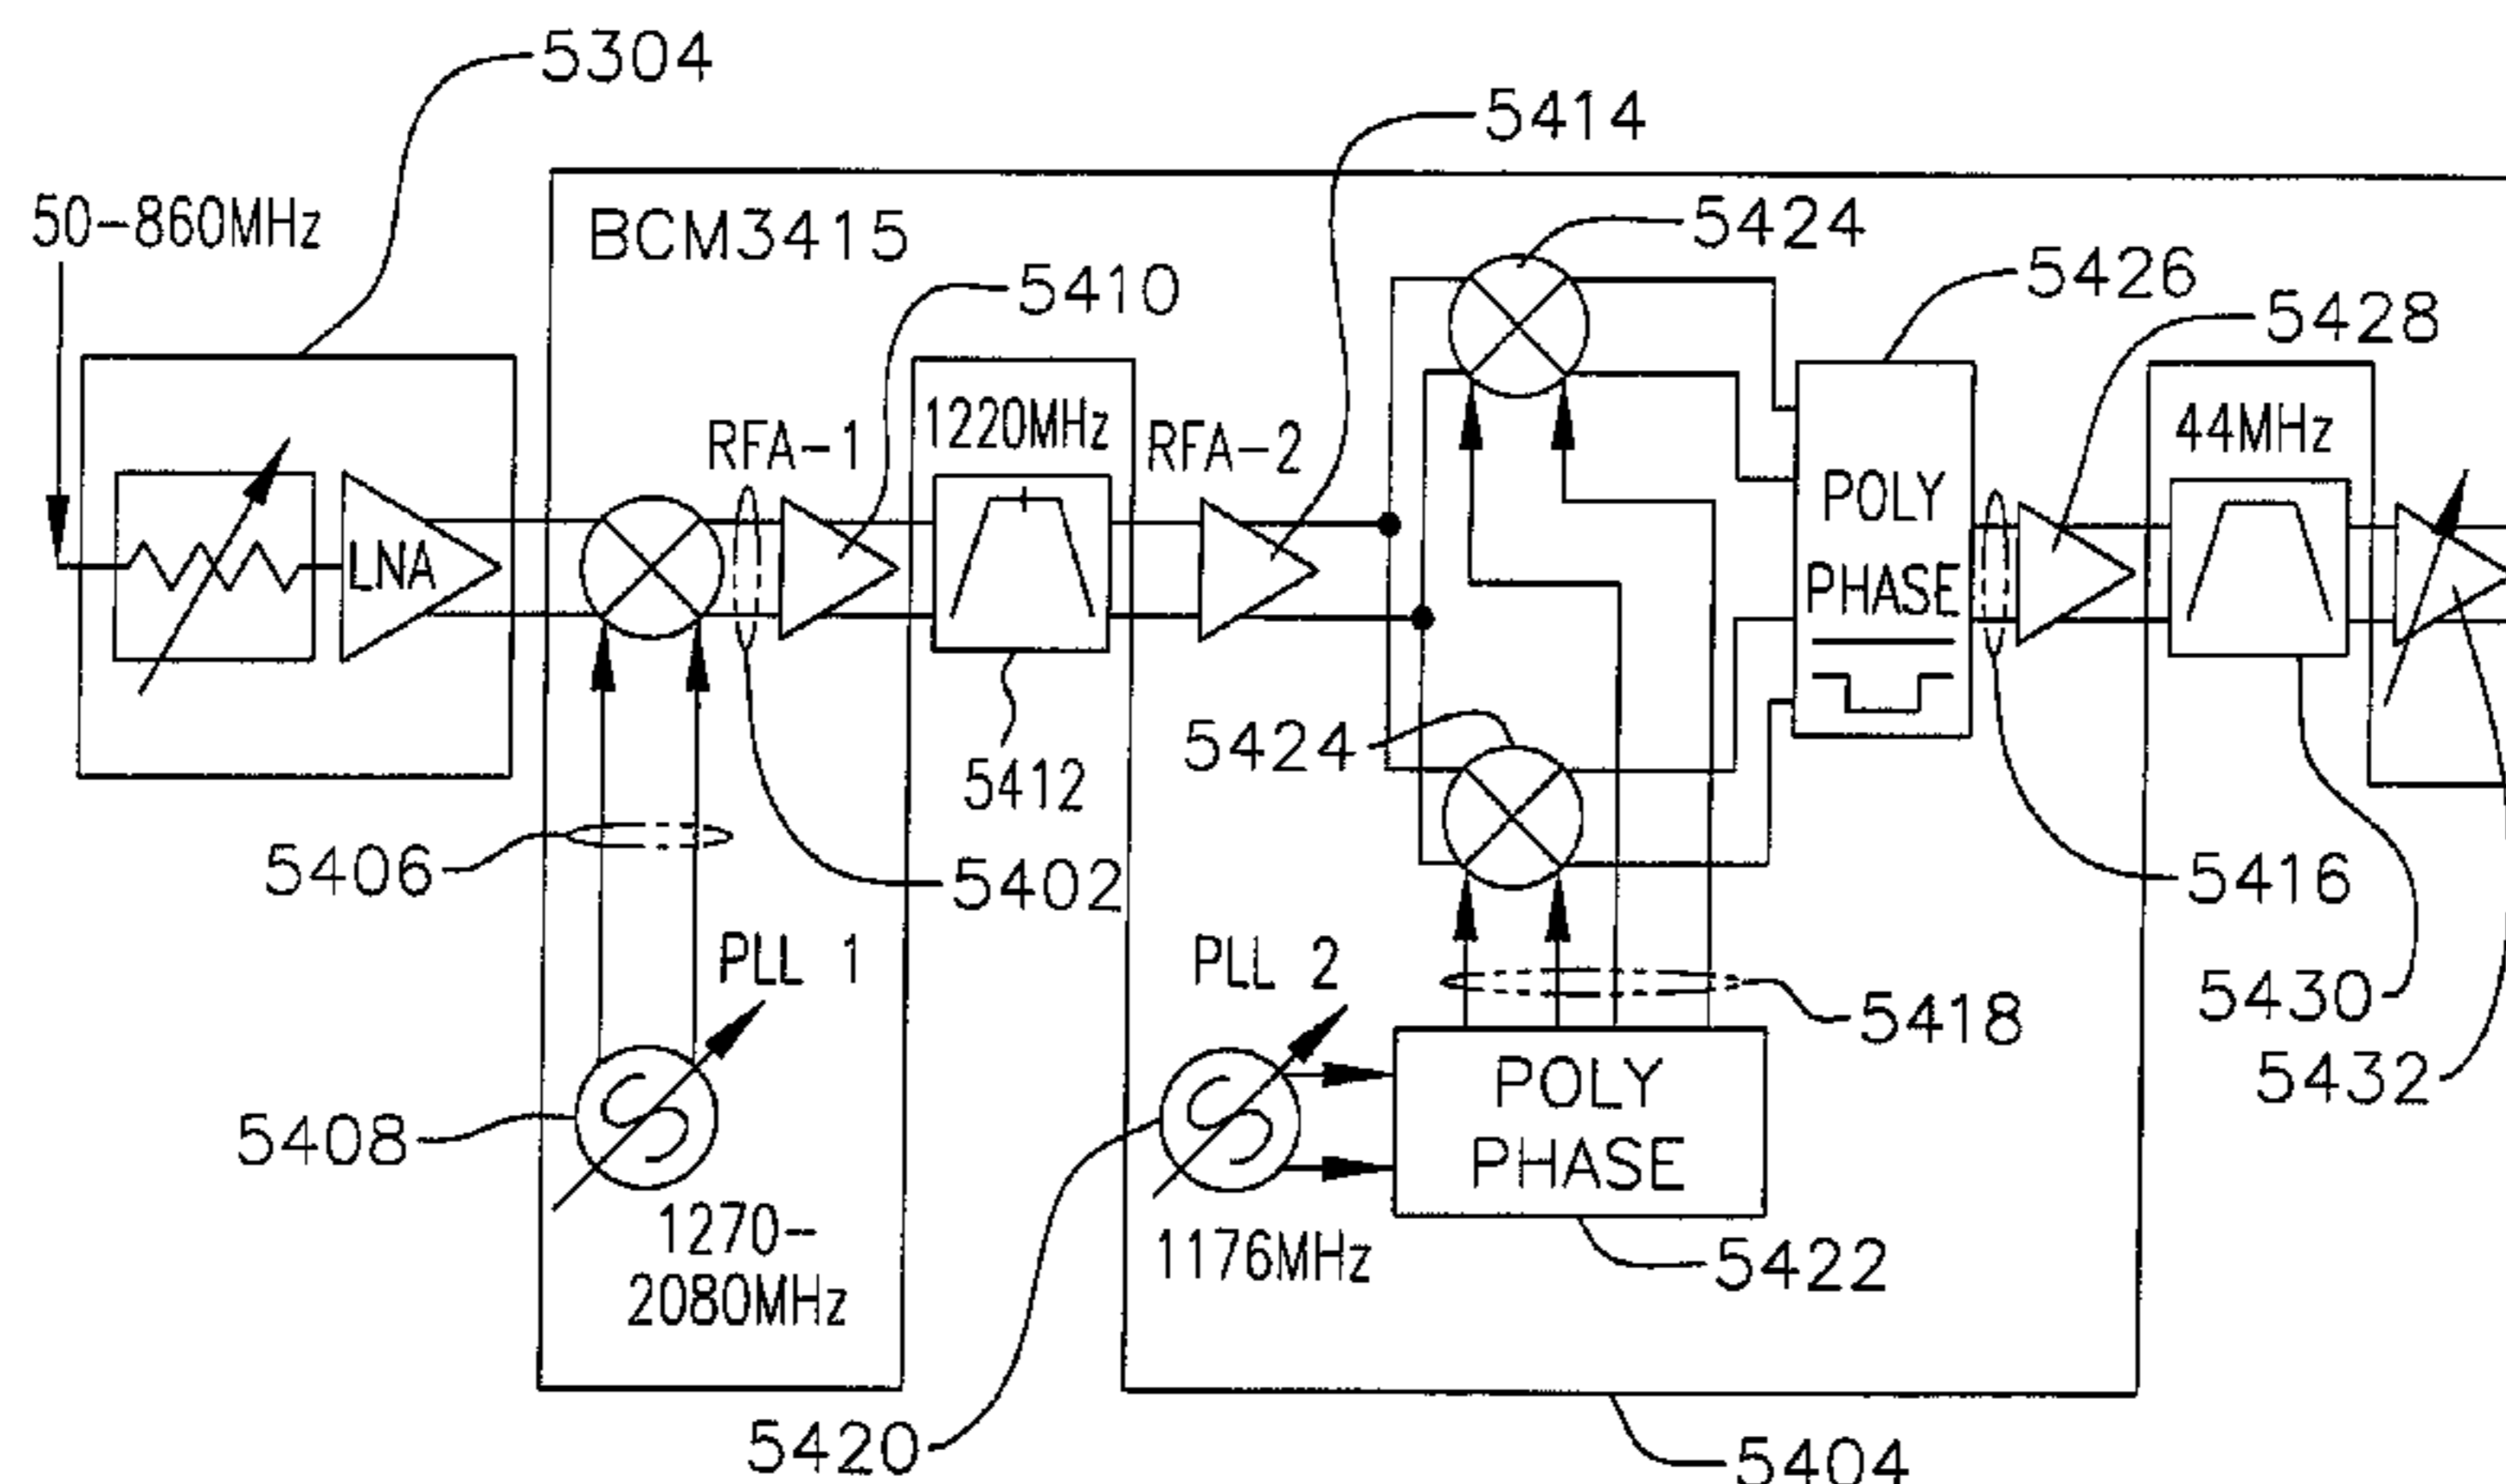 5304
5414
50-860MHz
BCM3415
5424
5410
5426
5428
RFA-1
1220MHz
RFA-2
44MHz
POLY
PHASE
LNA
5424
5412
5406
5402
5416
PLL 1
PLL 2
5430
5418
5432
POLY
PHASE
5408
1270-
2080MHz
1176MHz
5422
5420
5404